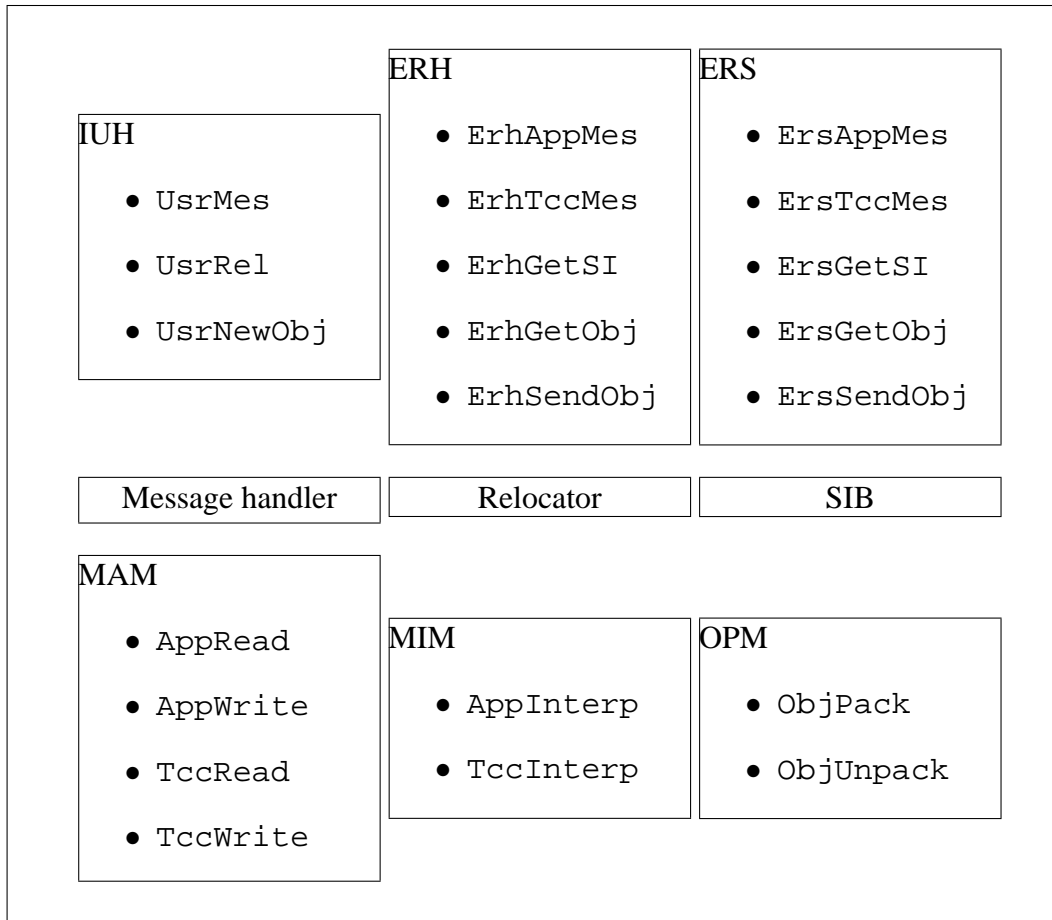 IUH
• UsrMes
• UsrRel
• UsrNewObj
ERH
• ErhAppMes
• ErhTccMes
• ErhGetSI
• ErhGetObj
• ErhSendObj
ERS
• ErsAppMes
• ErsTccMes
• ErsGetSI
• ErsGetObj
• ErsSendObj
Message handler
Relocator
SIB
MAM
• AppRead
• AppWrite
• TccRead
• TccWrite
MIM
• AppInterp
• TccInterp
OPM
• ObjPack
• ObjUnpack